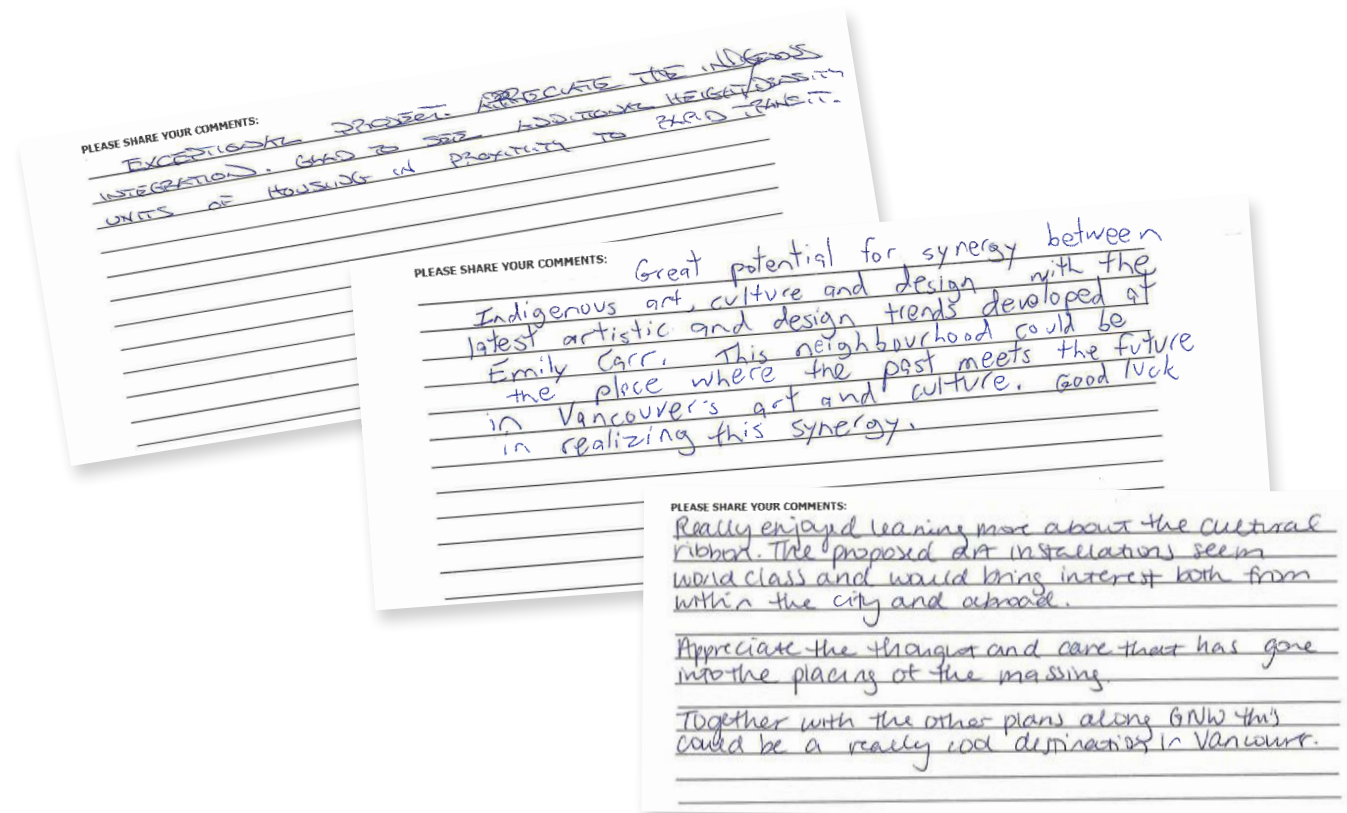 PLEASE SHARE YOUR COMMENTS:
EXCEPTIONAL PROJECT. APPRECIATE THE INDIGENOUS
INTEGRATION. GLAD TO SEE ADDITIONAL HEIGHT/DENSITY
UNITS OF HOUSING IN PROXIMITY TO RAPID TRANSIT.
PLEASE SHARE YOUR COMMENTS:
Great potential for synergy between
Indigenous art, culture and design with the
latest artistic and design trends developed at
Emily Carr. This neighbourhood could be
the place where the past meets the future
in Vancouver's art and culture. Good luck
in realizing this synergy.
PLEASE SHARE YOUR COMMENTS:
Really enjoyed leaning more about the cultural
ribbon. The proposed art installations seem
world class and would bring interest both from
within the city and abroad.
Appreciate the thought and care that has gone
into the placing of the massing.
Together with the other plans along GNW this
could be a really cool destination in Vancouver.